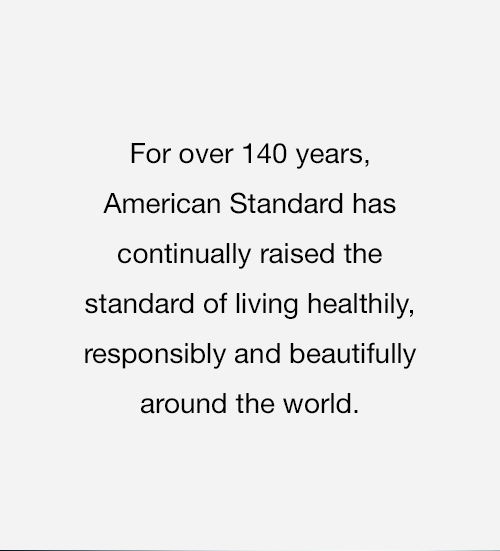 For over 140 years,
American Standard has
continually raised the
standard of living healthily,
responsibly and beautifully
around the world.